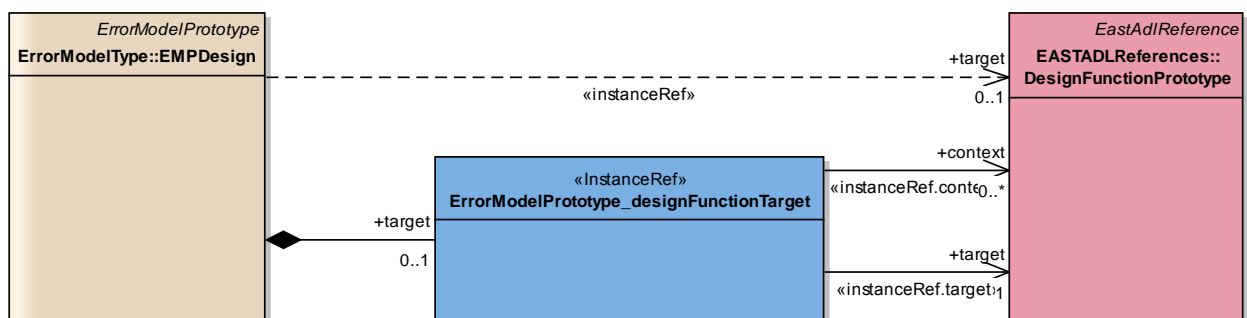 ErrorModelPrototype
ErrorModelType::EMPDesign
EastAdlReference
EASTADLReferences::
DesignFunctionPrototype
+target
«instanceRef»
0..1
«InstanceRef»
ErrorModelPrototype_designFunctionTarget
+context
«instanceRef.conte
0..*
+target
0..1
+target
«instanceRef.target»
1